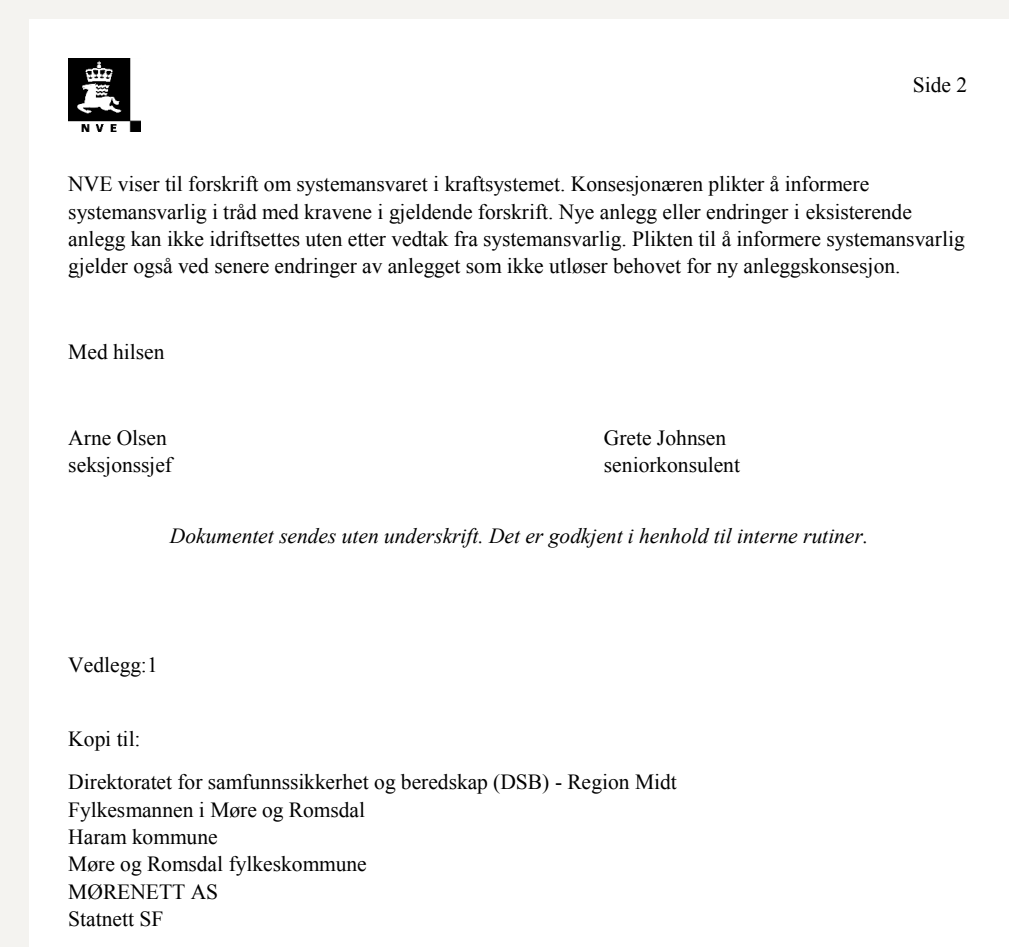 NVE
Side 2
NVE viser til forskrift om systemansvaret i kraftsystemet. Konsesjonæren plikter å informere
systemansvarlig i tråd med kravene i gjeldende forskrift. Nye anlegg eller endringer i eksisterende
anlegg kan ikke idriftsettes uten etter vedtak fra systemansvarlig. Plikten til å informere systemansvarlig
gjelder også ved senere endringer av anlegget som ikke utløser behovet for ny anleggskonsesjon.
Med hilsen
Arne Olsen
seksjonssjef
Grete Johnsen
seniorkonsulent
Dokumentet sendes uten underskrift. Det er godkjent i henhold til interne rutiner.
Vedlegg:1
Kopi til:
Direktoratet for samfunnssikkerhet og beredskap (DSB) - Region Midt
Fylkesmannen i Møre og Romsdal
Haram kommune
Møre og Romsdal fylkeskommune
MØRENETT AS
Statnett SF